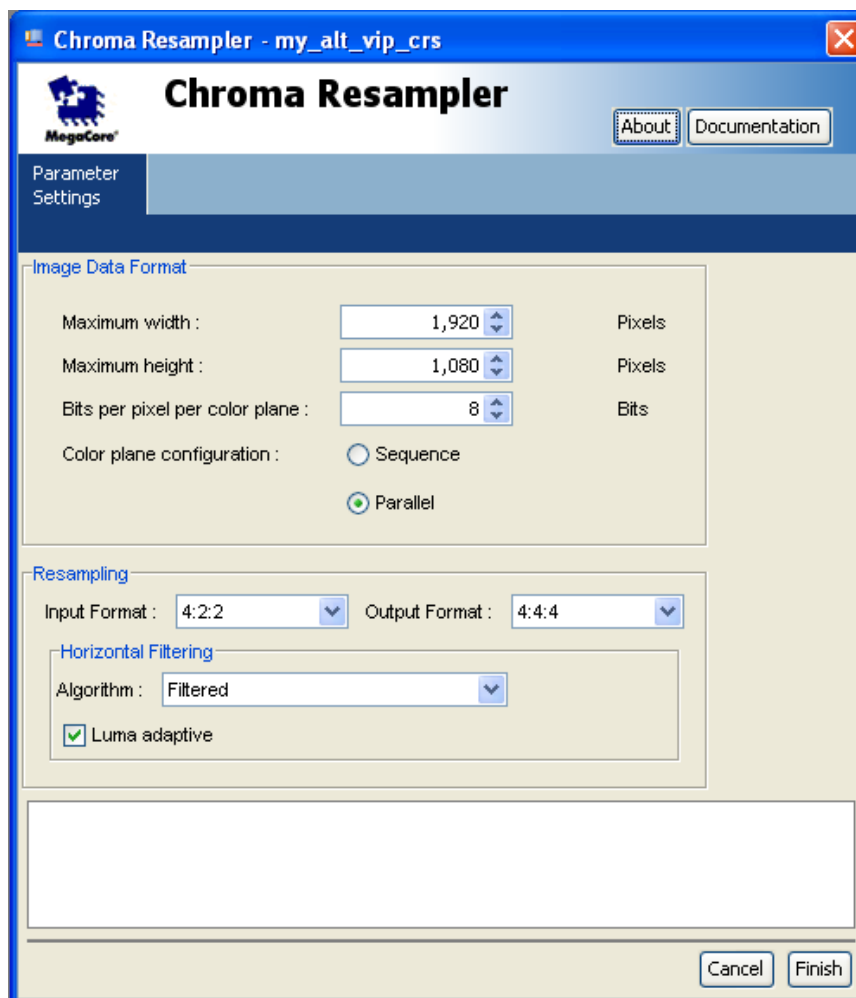 Chroma Resampler - my_alt_vip_crs
MegaCore®
Chroma Resampler
About
Documentation
Parameter
Settings
Image Data Format
Maximum width : 1,920 Pixels
Maximum height : 1,080 Pixels
Bits per pixel per color plane : 8 Bits
Color plane configuration : Sequence
Parallel
Resampling
Input Format : 4:2:2 Output Format : 4:4:4
Horizontal Filtering
Algorithm : Filtered
Luma adaptive
Cancel Finish